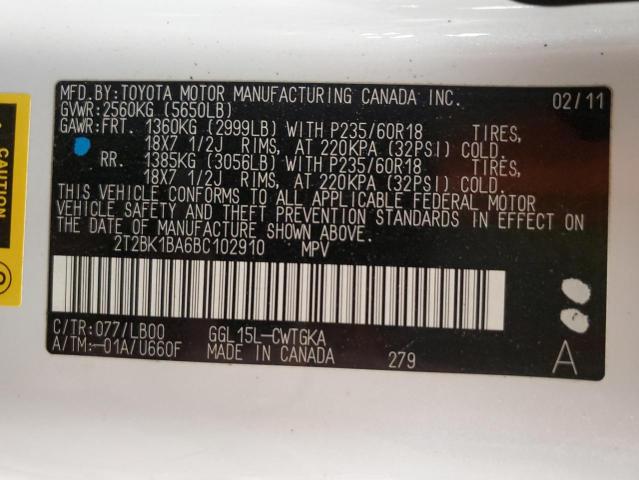 MFD.BY:TOYOTA MOTOR MANUFACTURING CANADA INC. 02/11
GVWR:2560KG (5650LB)
GAWR:FRT. 1360KG (2999LB) WITH P235/60R18 TIRES,
18X7 1/2J RIMS, AT 220KPA (32PSI) COLD.
RR. 1385KG (3056LB) WITH P235/60R18 TIRES,
18X7 1/2J RIMS, AT 220KPA (32PSI) COLD.
THIS VEHICLE CONFORMS TO ALL APPLICABLE FEDERAL MOTOR
VEHICLE SAFETY AND THEFT PREVENTION STANDARDS IN EFFECT ON
THE DATE OF MANUFACTURE SHOWN ABOVE.
2T2BK1BA6BC102910 MPV
C/TR:077/LB00 GGL15L-CWTGKA
A/TM:-01A/U660F MADE IN CANADA 279 A
CAUTION